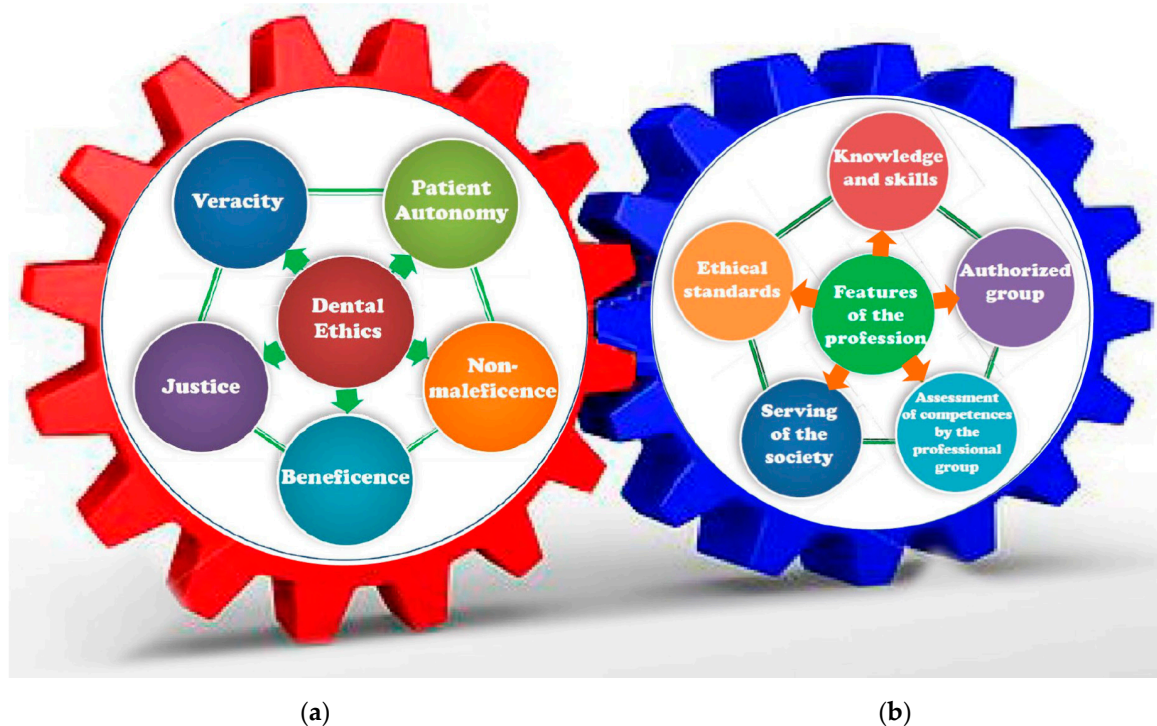 Veracity
Patient
Autonomy
Dental
Ethics
Justice
Non-
maleficence
Beneficence
Knowledge
and skills
Ethical
standards
Features
of the
profession
Authorized
group
Serving
of the
society
Assessment
of competences
by the
professional
group
(a)
(b)